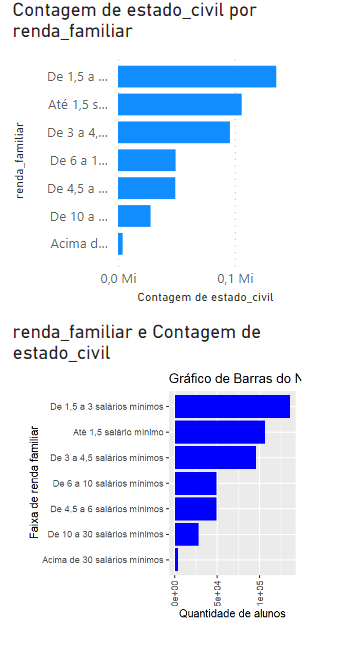 Contagem de estado_civil por
renda_familiar
renda_familiar
De 1,5 a ...
Até 1,5 s...
De 3 a 4,...
De 6 a 1...
De 4,5 a ...
De 10 a ...
Acima d...
0,0 Mi
0,1 Mi
Contagem de estado_civil
renda_familiar e Contagem de
estado_civil
Gráfico de Barras do N
Faixa de renda familiar
De 1,5 a 3 salários mínimos
Até 1,5 salário mínimo
De 3 a 4,5 salários mínimos
De 6 a 10 salários mínimos
De 4,5 a 6 salários mínimos
De 10 a 30 salários mínimos
Acima de 30 salários mínimos
0e+00
5e+04
1e+05
Quantidade de alunos